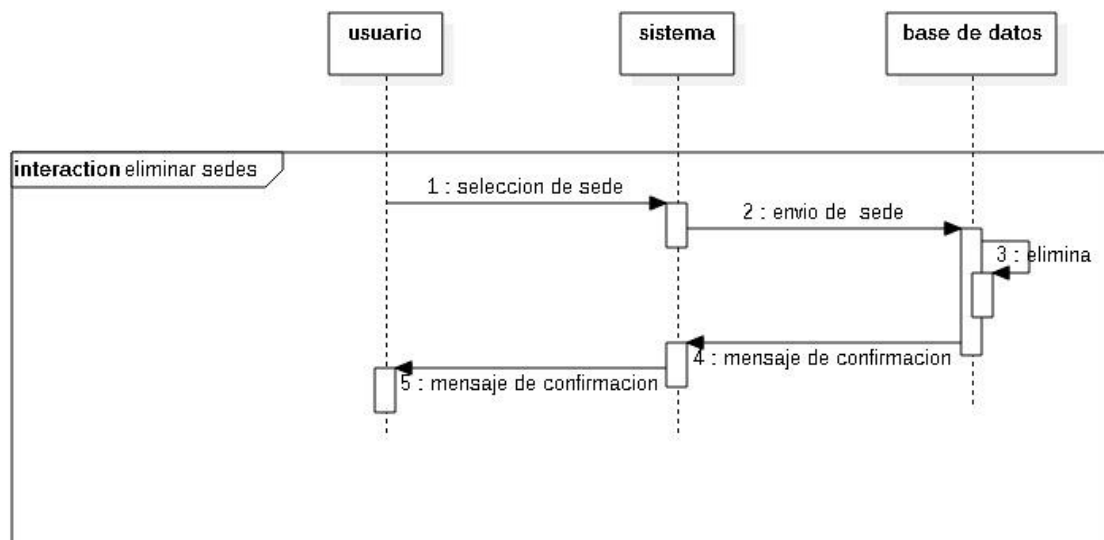 usuario
sistema
base de datos
interaction eliminar sedes
1 : seleccion de sede
2 : envio de sede
3 : elimina
4 : mensaje de confirmacion
5 : mensaje de confirmacion